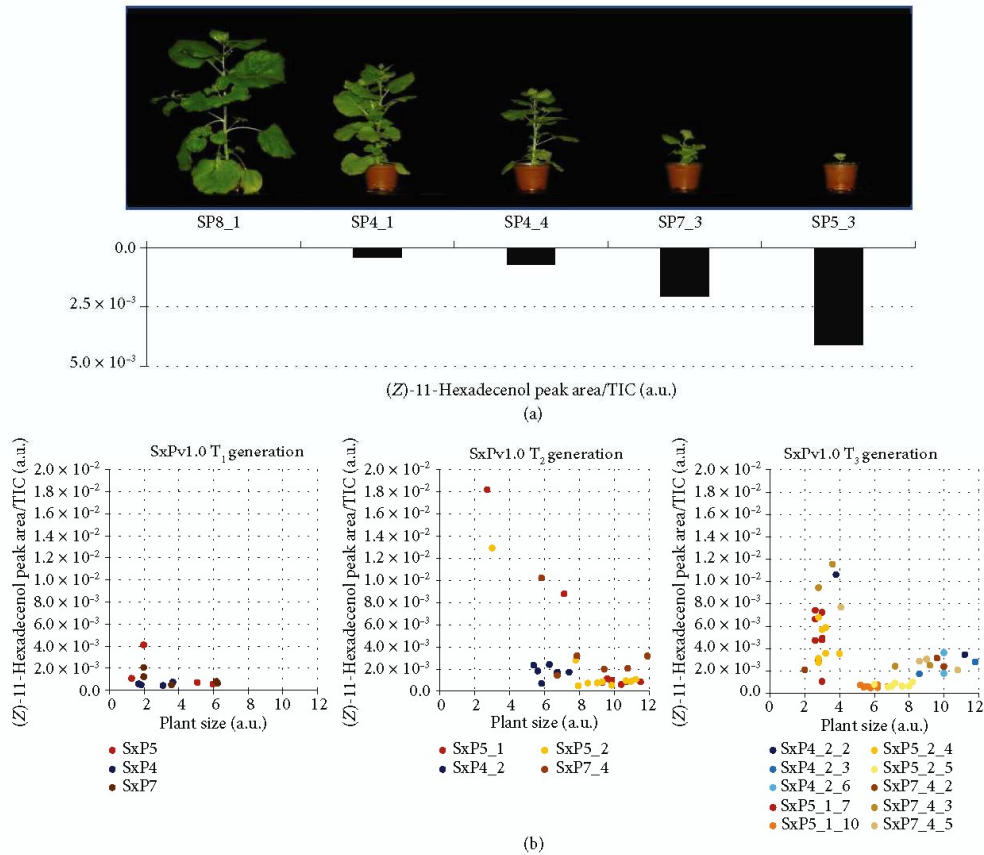 SP8_1 SP4_1 SP4_4 SP7_3 SP5_3
0.0
2.5 × 10⁻³
5.0 × 10⁻³
(Z)-11-Hexadecenol peak area/TIC (a.u.)
(a)
SxPv1.0 T₁ generation
(Z)-11-Hexadecenol peak area/TIC (a.u.)
2.0 × 10⁻²
1.8 × 10⁻²
1.6 × 10⁻²
1.4 × 10⁻²
1.2 × 10⁻²
1.0 × 10⁻²
8.0 × 10⁻³
6.0 × 10⁻³
4.0 × 10⁻³
2.0 × 10⁻³
0.0
0 2 4 6 8 10 12
Plant size (a.u.)
SxP5
SxP4
SxP7
SxPv1.0 T₂ generation
(Z)-11-Hexadecenol peak area/TIC (a.u.)
2.0 × 10⁻²
1.8 × 10⁻²
1.6 × 10⁻²
1.4 × 10⁻²
1.2 × 10⁻²
1.0 × 10⁻²
8.0 × 10⁻³
6.0 × 10⁻³
4.0 × 10⁻³
2.0 × 10⁻³
0.0
0 2 4 6 8 10 12
Plant size (a.u.)
SxP5_1 SxP5_2
SxP4_2 SxP7_4
SxPv1.0 T₃ generation
(Z)-11-Hexadecenol peak area/TIC (a.u.)
2.0 × 10⁻²
1.8 × 10⁻²
1.6 × 10⁻²
1.4 × 10⁻²
1.2 × 10⁻²
1.0 × 10⁻²
8.0 × 10⁻³
6.0 × 10⁻³
4.0 × 10⁻³
2.0 × 10⁻³
0.0
0 2 4 6 8 10 12
Plant size (a.u.)
SxP4_2_2 SxP5_2_4
SxP4_2_3 SxP5_2_5
SxP4_2_6 SxP7_4_2
SxP5_1_7 SxP7_4_3
SxP5_1_10 SxP7_4_5
(b)